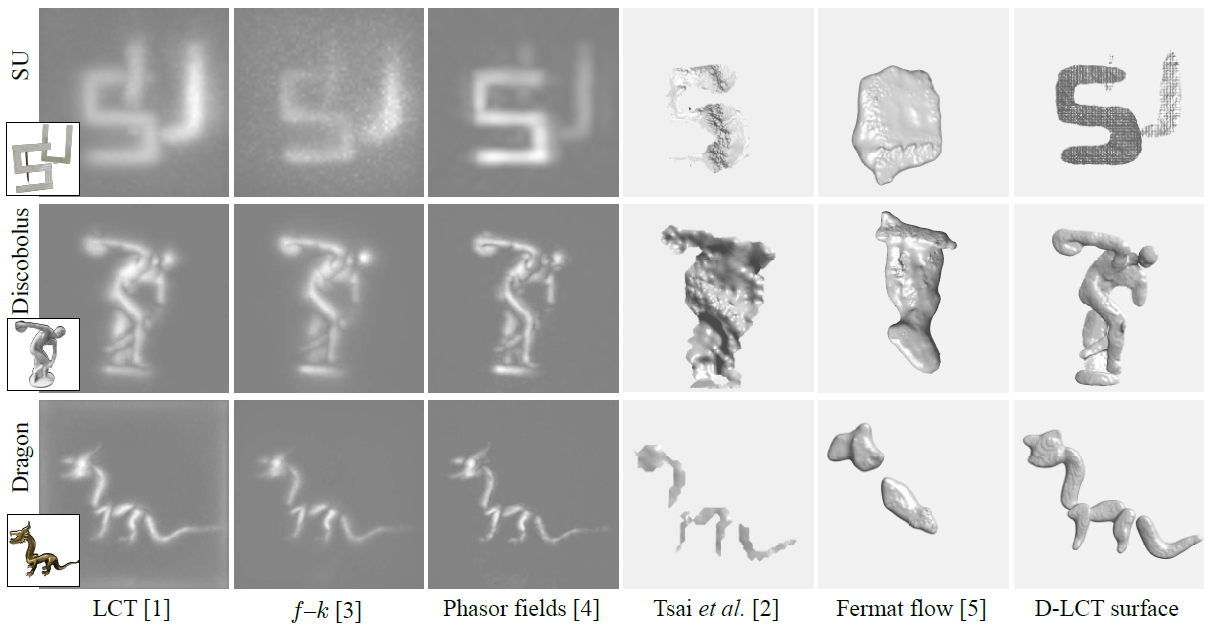 SU
Discobolus
Dragon
LCT [1]
f–k [3]
Phasor fields [4]
Tsai et al. [2]
Fermat flow [5]
D-LCT surface